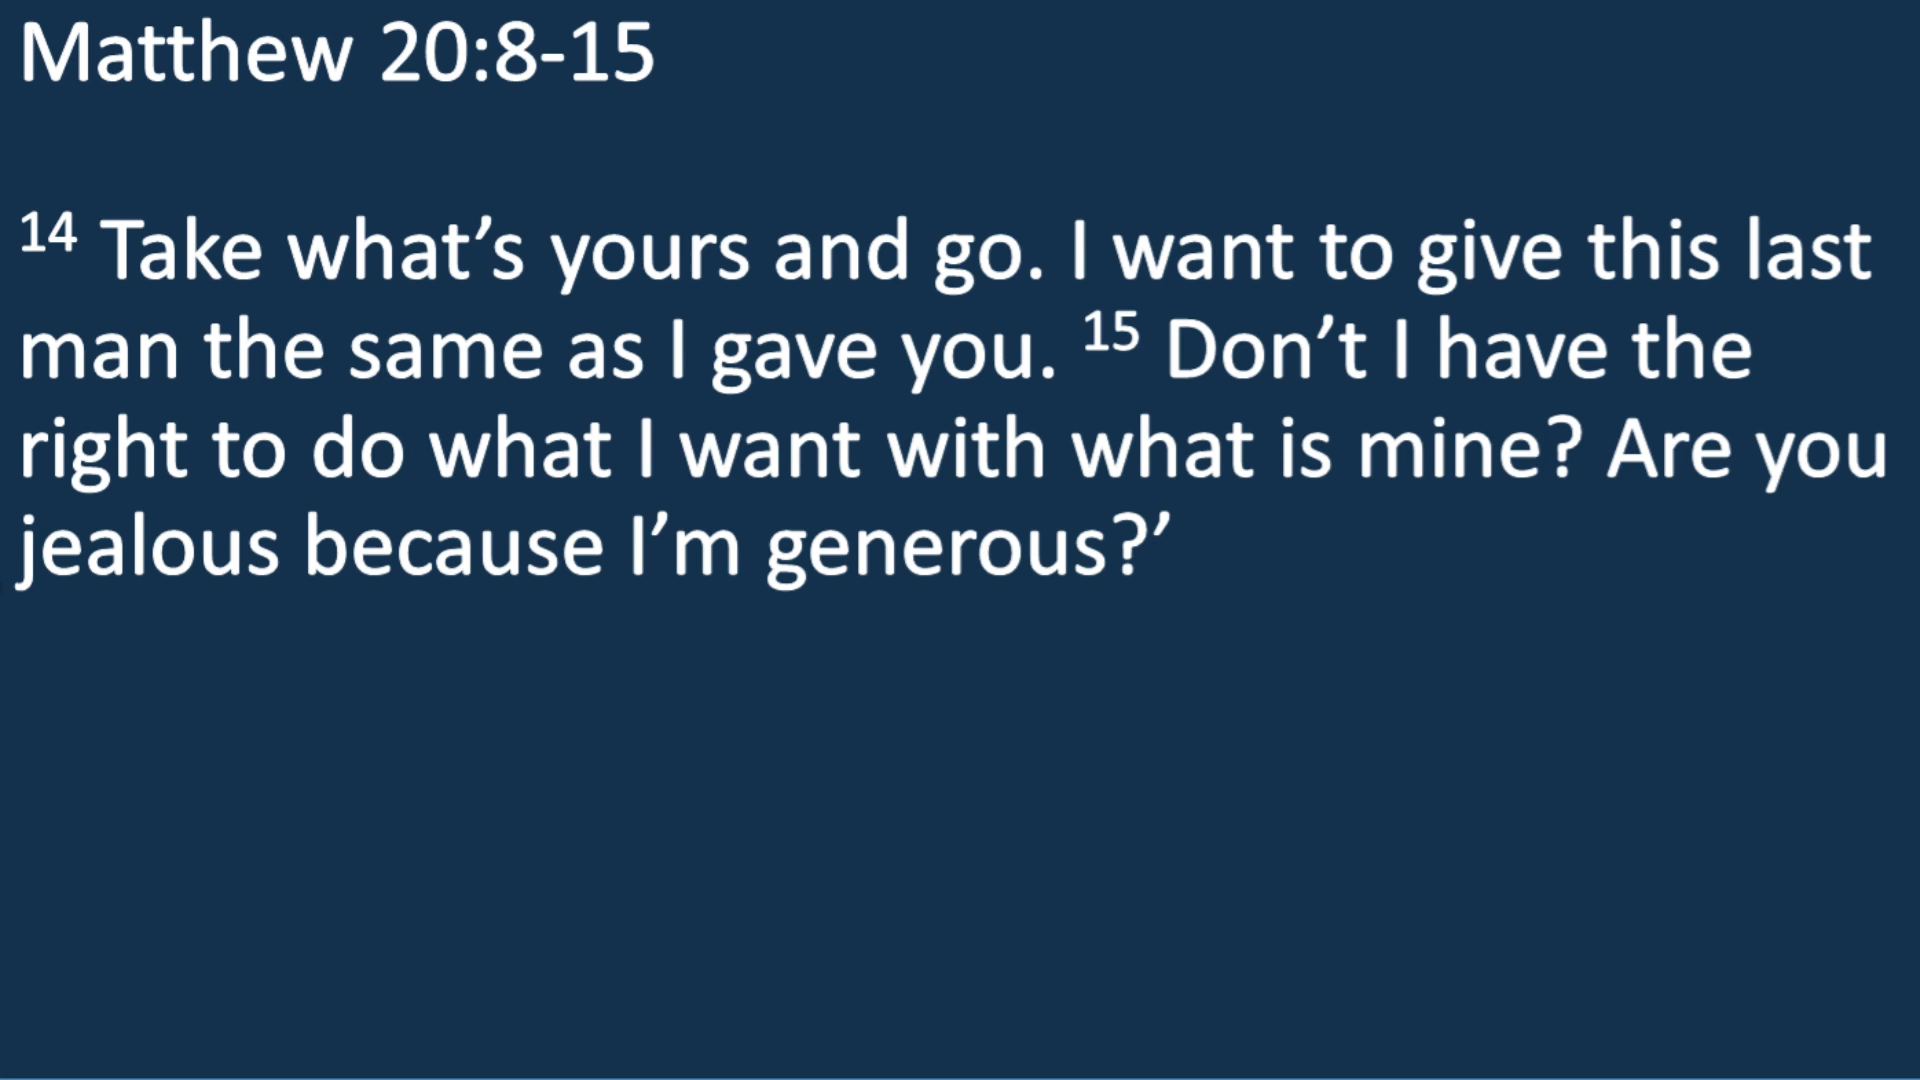 Matthew 20:8-15
14 Take what’s yours and go. I want to give this last
man the same as I gave you. 15 Don’t I have the
right to do what I want with what is mine? Are you
jealous because I’m generous?’